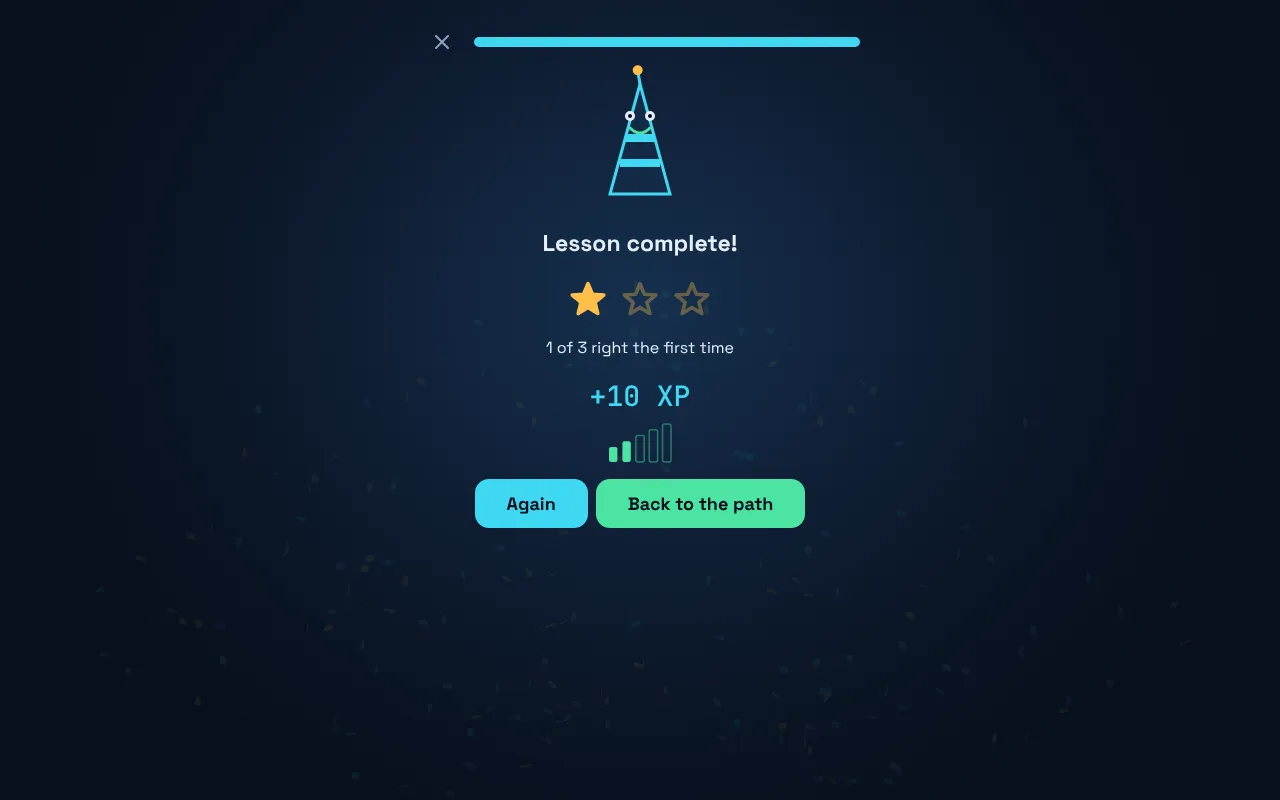 Lesson complete!
1 of 3 right the first time
+10 XP
Again
Back to the path